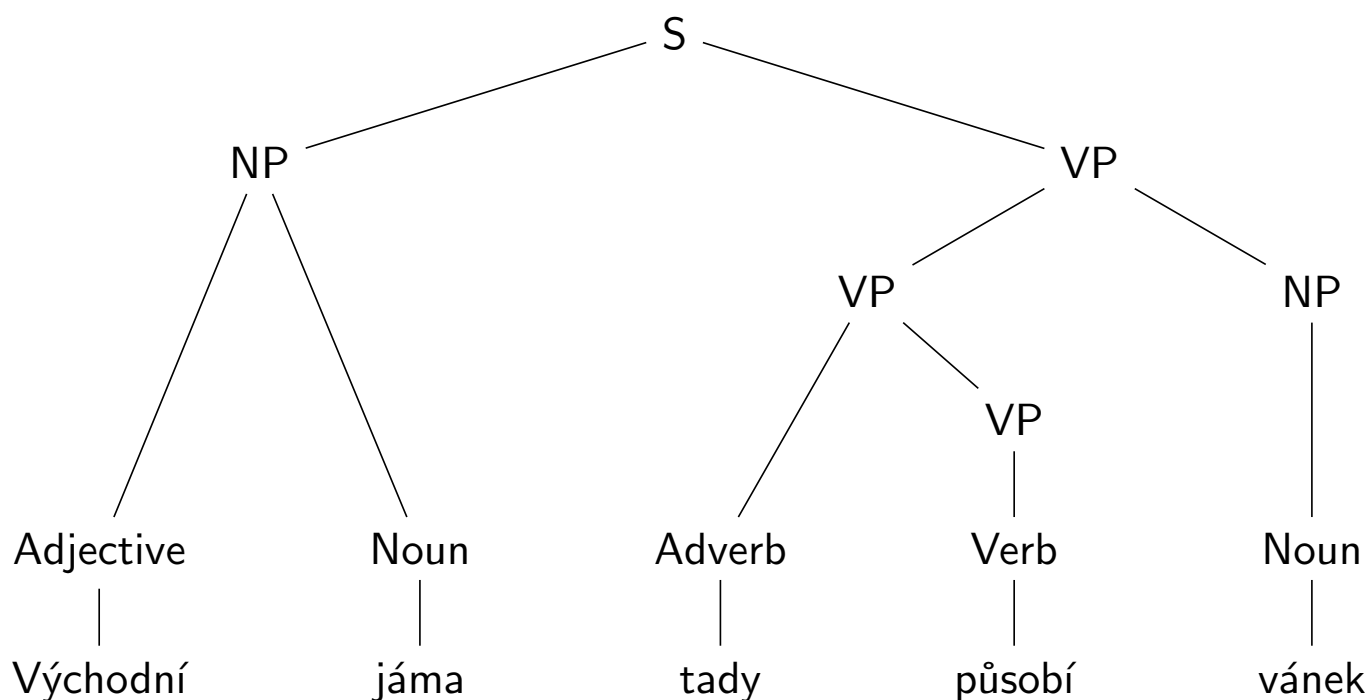 S
NP VP
VP NP
VP
Adjective Noun Adverb Verb Noun
Východní jáma tady působí vánek